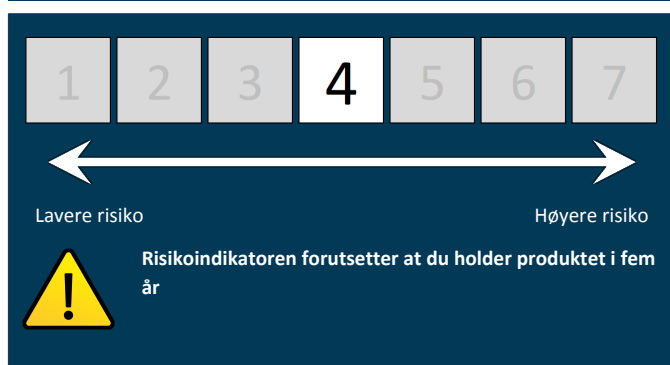 1 2 3 4 5 6 7
Lavere risiko Høyere risiko
Risikoindikatoren forutsetter at du holder produktet i fem
år